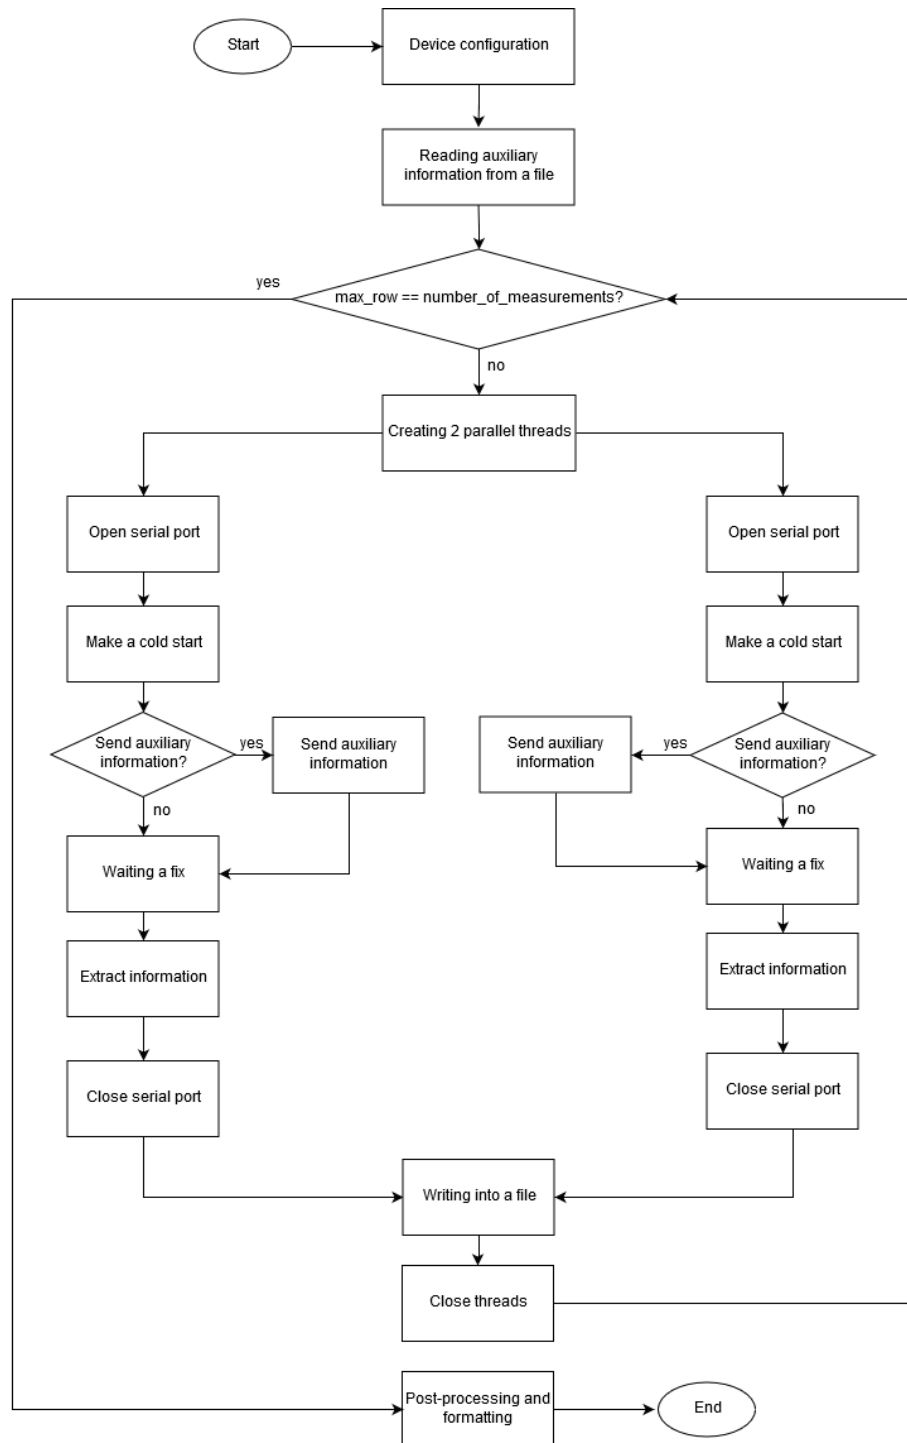 Start
Device configuration
Reading auxiliary
information from a file
yes
max_row == number_of_measurements?
no
Creating 2 parallel threads
Open serial port
Open serial port
Make a cold start
Make a cold start
Send auxiliary
information?
yes
Send auxiliary
information
Send auxiliary
information
yes
Send auxiliary
information?
no
no
Waiting a fix
Waiting a fix
Extract information
Extract information
Close serial port
Close serial port
Writing into a file
Close threads
Post-processing and
formatting
End